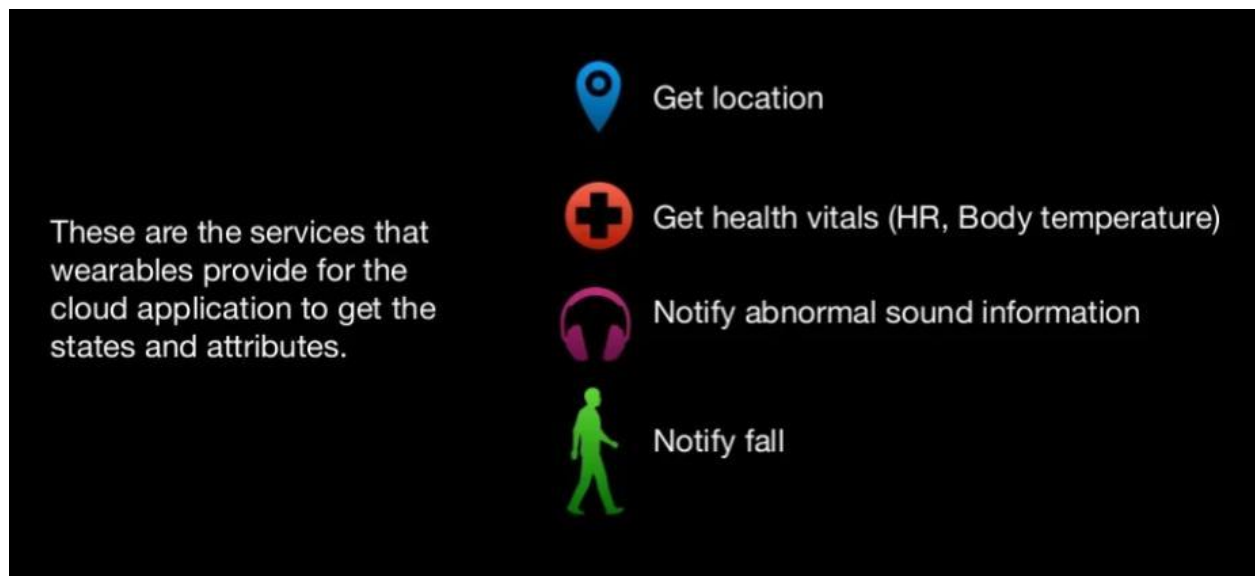 These are the services that
wearables provide for the
cloud application to get the
states and attributes.
Get location
Get health vitals (HR, Body temperature)
Notify abnormal sound information
Notify fall